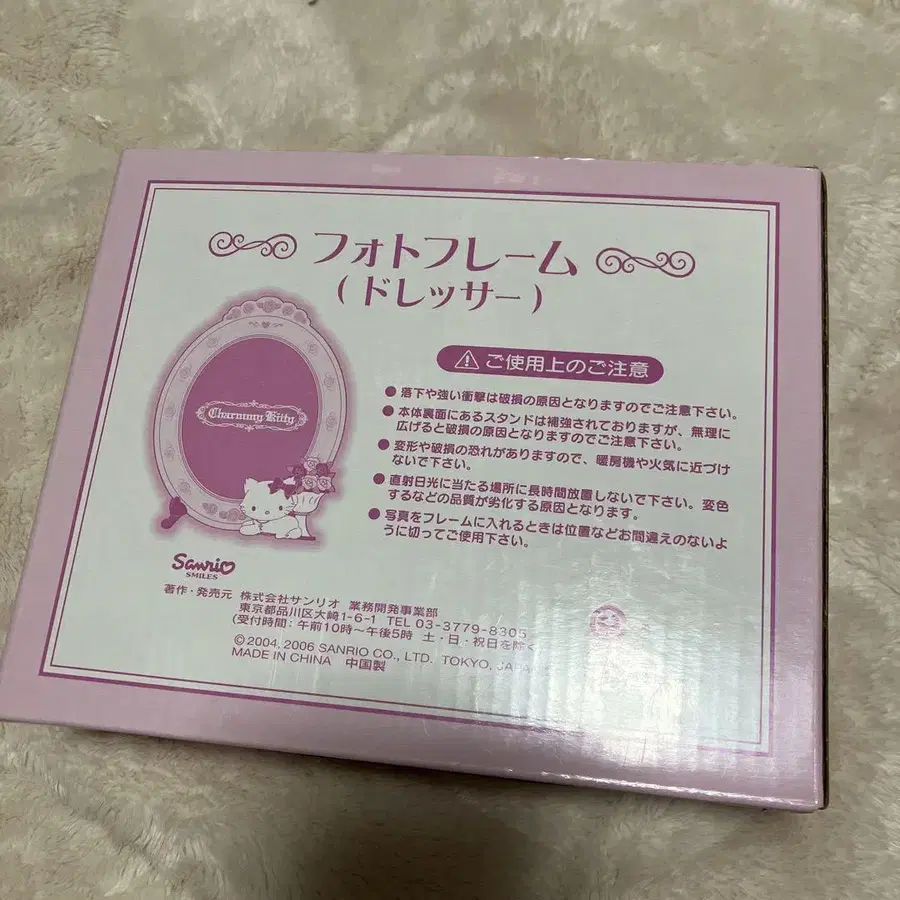 フォトフレーム
(ドレッサー)
Charmmy Kitty
ご使用上のご注意
● 落下や強い衝撃は破損の原因となりますのでご注意下さい。
● 本体裏面にあるスタンドは補強されておりますが、無理に
広げると破損の原因となりますのでご注意下さい。
● 変形や破損の恐れがありますので、暖房機や火気に近づけ
ないで下さい。
● 直射日光に当たる場所に長時間放置しないで下さい。変色
するなどの品質が劣化する原因となります。
● 写真をフレームに入れるときは位置などお間違えのないよ
うに切ってご使用下さい。
Sanrio
SMILES
著作・発売元 株式会社サンリオ 業務開発事業部
東京都品川区大崎1-6-1 TEL 03-3779-8305
(受付時間:午前10時〜午後5時 土・日・祝日を除く
©2004, 2006 SANRIO CO., LTD. TOKYO, JAPAN
MADE IN CHINA 中国製